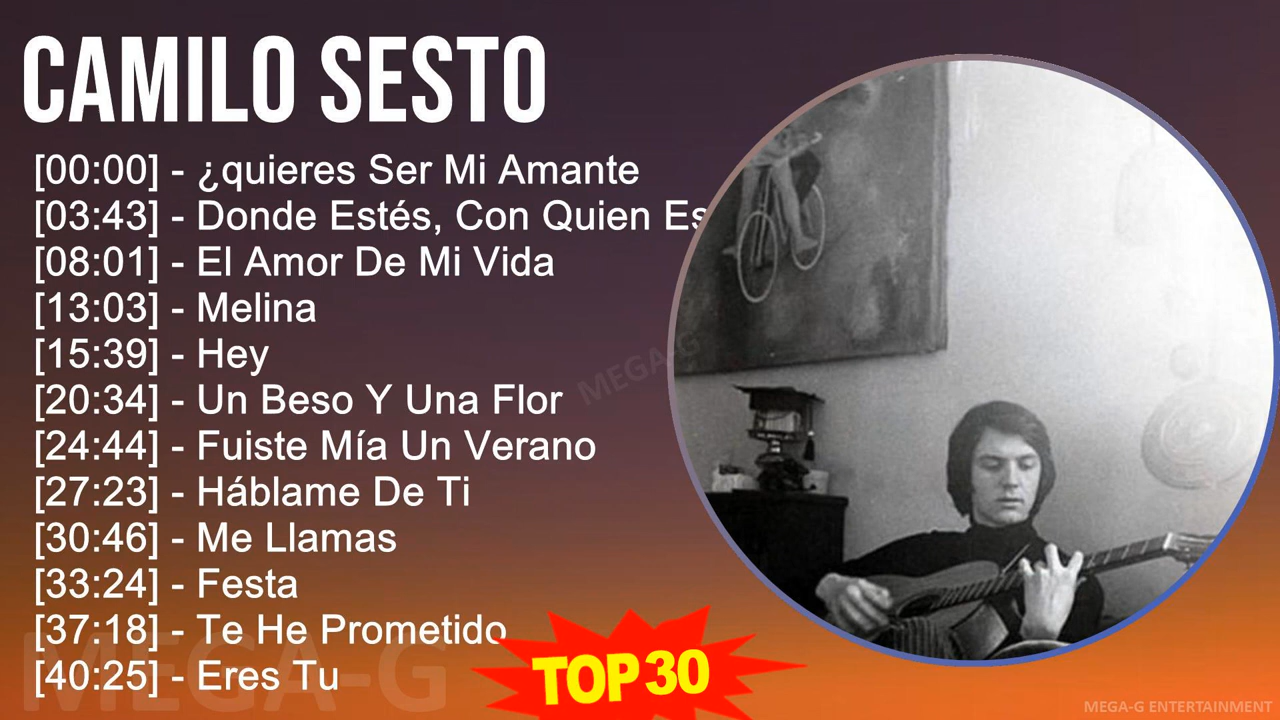 CAMILO SESTO
[00:00] - ¿quieres Ser Mi Amante
[03:43] - Donde Estés, Con Quien Es
[08:01] - El Amor De Mi Vida
[13:03] - Melina
[15:39] - Hey
[20:34] - Un Beso Y Una Flor
[24:44] - Fuiste Mía Un Verano
[27:23] - Háblame De Ti
[30:46] - Me Llamas
[33:24] - Festa
[37:18] - Te He Prometido
[40:25] - Eres Tu
TOP 30
MEGA-G
MEGA-G
MEGA-G ENTERTAINMENT